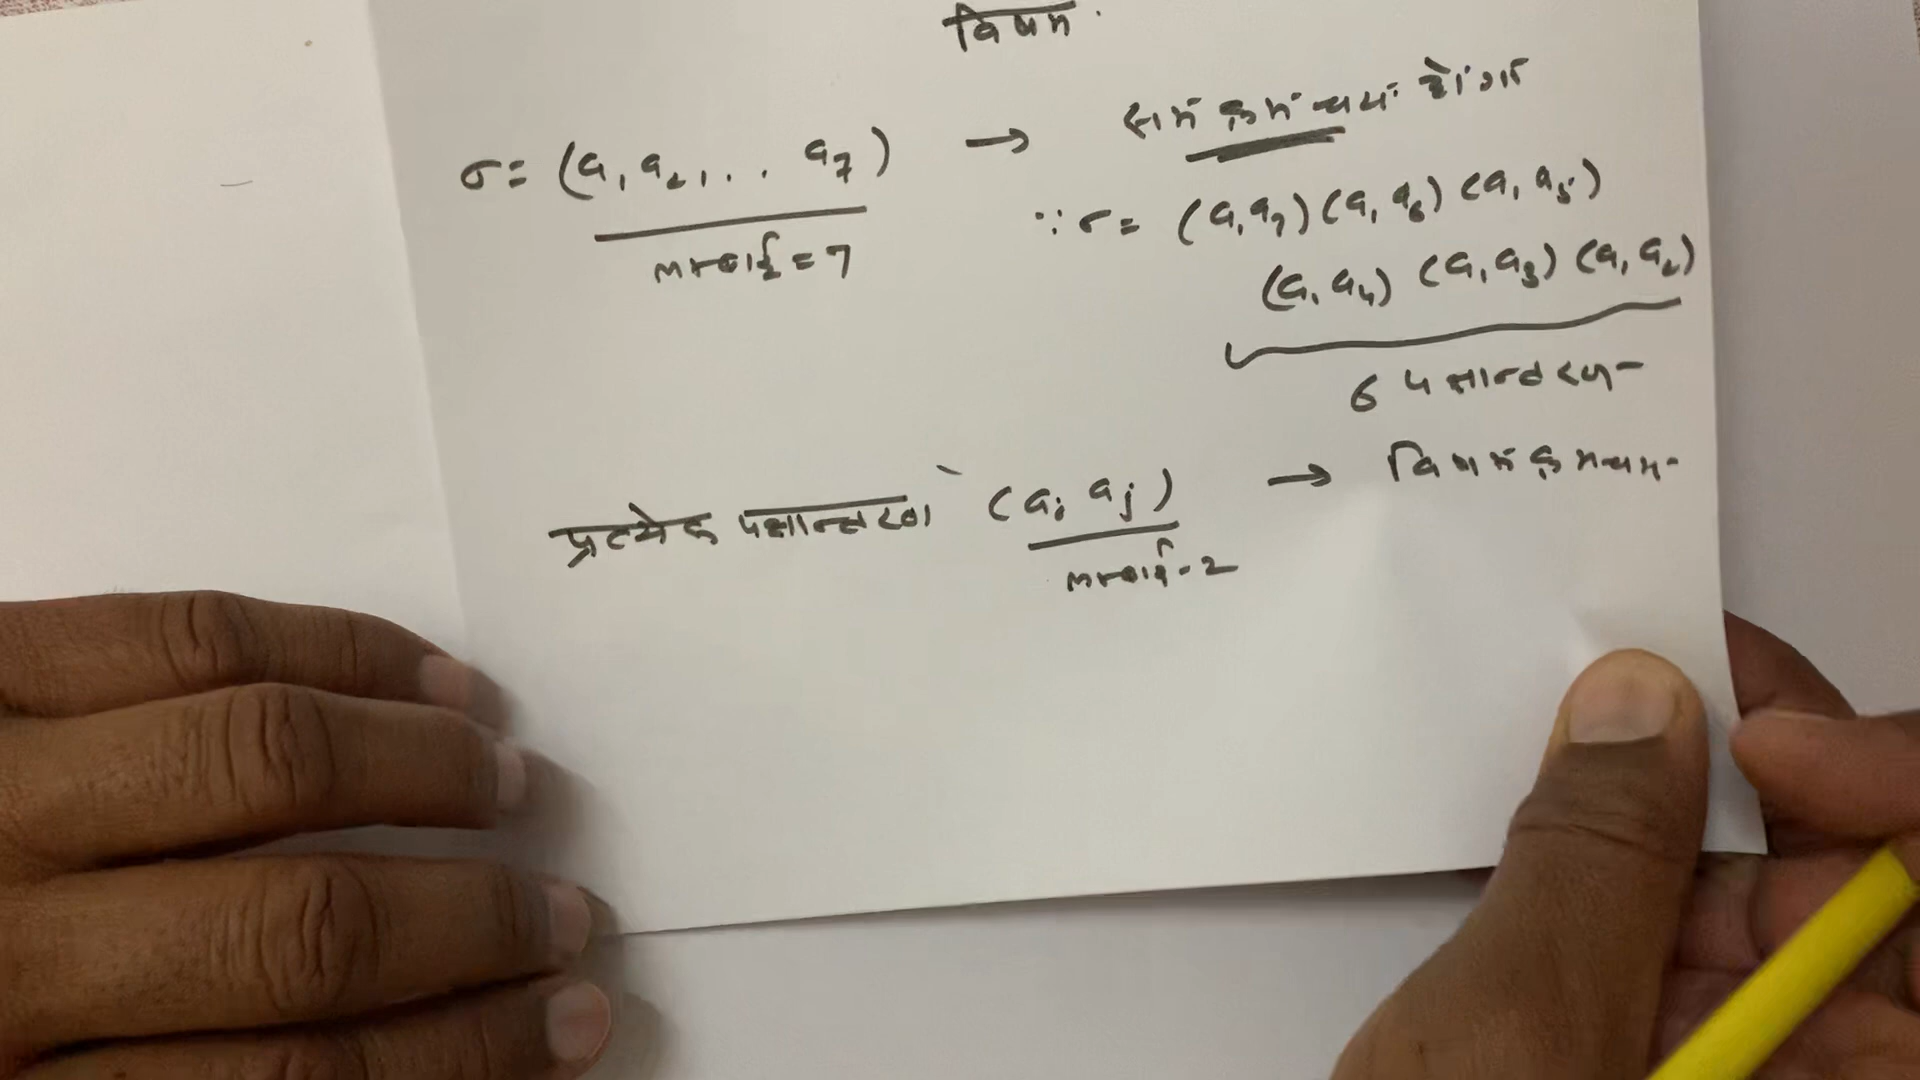 विषम
σ = (a₁ a₂, . . . a₇) → सम क्रमचय होगा
लम्बाई = 7
∵ σ = (a₁ a₇) (a₁ a₆) (a₁ a₅)
(a₁ a₄) (a₁ a₃) (a₁ a₂)
6 पक्षान्तरण
प्रत्येक पक्षान्तरण (aᵢ aⱼ) → विषम क्रमचय
लम्बाई = 2